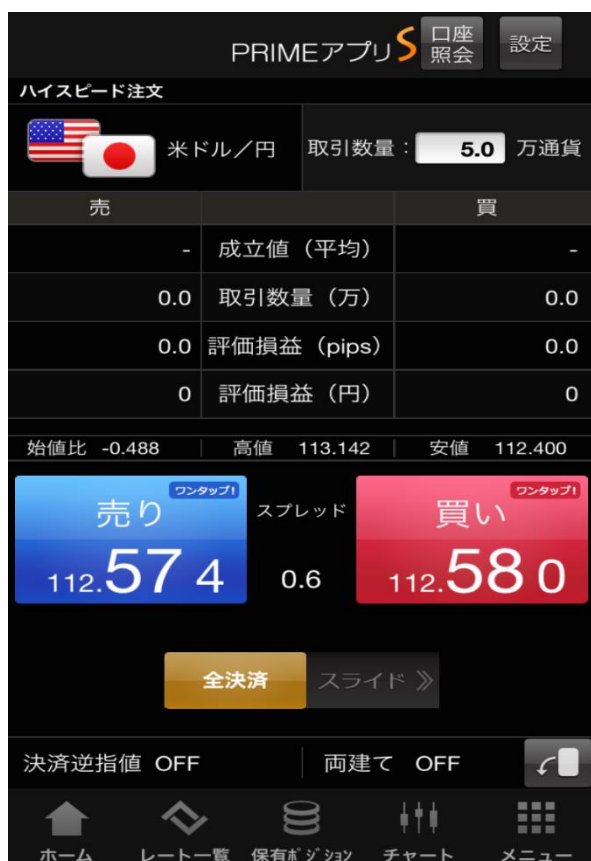 PRIMEアプリS 口座照会 設定
ハイスピード注文
米ドル／円 取引数量： 5.0 万通貨
売 買
- 成立値（平均） -
0.0 取引数量（万） 0.0
0.0 評価損益（pips） 0.0
0 評価損益（円） 0
始値比 -0.488 高値 113.142 安値 112.400
ワンタップ! ワンタップ!
売り スプレッド 買い
112.574 0.6 112.580
全決済 スライド 》
決済逆指値 OFF 両建て OFF
ホーム レート一覧 保有ﾎﾟｼﾞｼｮﾝ チャート メニュー